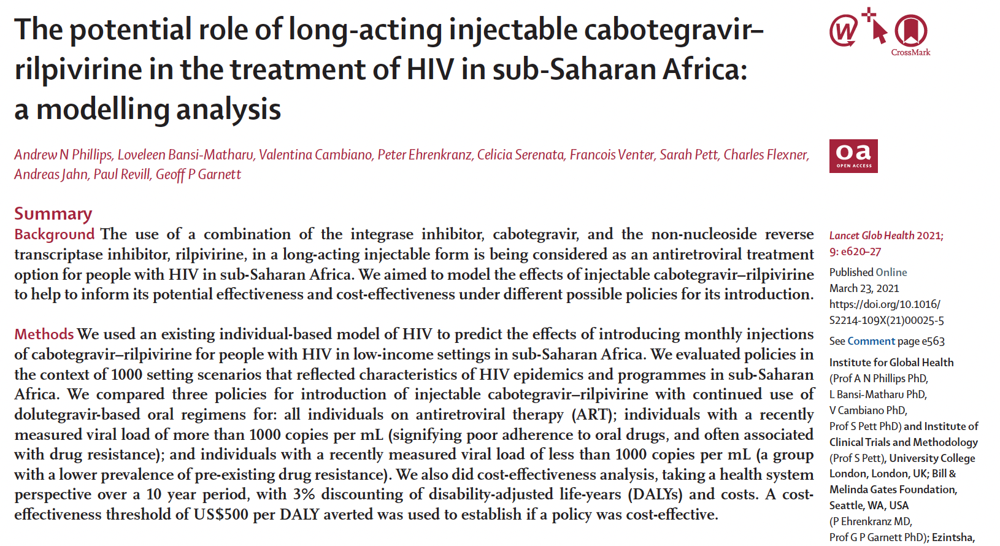 The potential role of long-acting injectable cabotegravir–
rilpivirine in the treatment of HIV in sub-Saharan Africa:
a modelling analysis
Andrew N Phillips, Loveleen Bansi-Matharu, Valentina Cambiano, Peter Ehrenkranz, Celicia Serenata, Francois Venter, Sarah Pett, Charles Flexner,
Andreas Jahn, Paul Revill, Geoff P Garnett
Summary
Background The use of a combination of the integrase inhibitor, cabotegravir, and the non-nucleoside reverse
transcriptase inhibitor, rilpivirine, in a long-acting injectable form is being considered as an antiretroviral treatment
option for people with HIV in sub-Saharan Africa. We aimed to model the effects of injectable cabotegravir–rilpivirine
to help to inform its potential effectiveness and cost-effectiveness under different possible policies for its introduction.
Methods We used an existing individual-based model of HIV to predict the effects of introducing monthly injections
of cabotegravir–rilpivirine for people with HIV in low-income settings in sub-Saharan Africa. We evaluated policies in
the context of 1000 setting scenarios that reflected characteristics of HIV epidemics and programmes in sub-Saharan
Africa. We compared three policies for introduction of injectable cabotegravir–rilpivirine with continued use of
dolutegravir-based oral regimens for: all individuals on antiretroviral therapy (ART); individuals with a recently
measured viral load of more than 1000 copies per mL (signifying poor adherence to oral drugs, and often associated
with drug resistance); and individuals with a recently measured viral load of less than 1000 copies per mL (a group
with a lower prevalence of pre-existing drug resistance). We also did cost-effectiveness analysis, taking a health system
perspective over a 10 year period, with 3% discounting of disability-adjusted life-years (DALYs) and costs. A cost-
effectiveness threshold of US$500 per DALY averted was used to establish if a policy was cost-effective.
W
CrossMark
oa
OPEN ACCESS
Lancet Glob Health 2021;
9: e620–27
Published Online
March 23, 2021
https://doi.org/10.1016/
S2214-109X(21)00025-5
See Comment page e563
Institute for Global Health
(Prof A N Phillips PhD,
L Bansi-Matharu PhD,
V Cambiano PhD,
Prof S Pett PhD) and Institute of
Clinical Trials and Methodology
(Prof S Pett), University College
London, London, UK; Bill &
Melinda Gates Foundation,
Seattle, WA, USA
(P Ehrenkranz MD,
Prof G P Garnett PhD); Ezintsha,